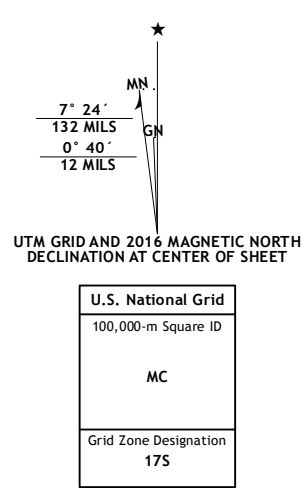 MN
7° 24´
132 MILS
GN
0° 40´
12 MILS
UTM GRID AND 2016 MAGNETIC NORTH
DECLINATION AT CENTER OF SHEET
U.S. National Grid
100,000-m Square ID
MC
Grid Zone Designation
17S